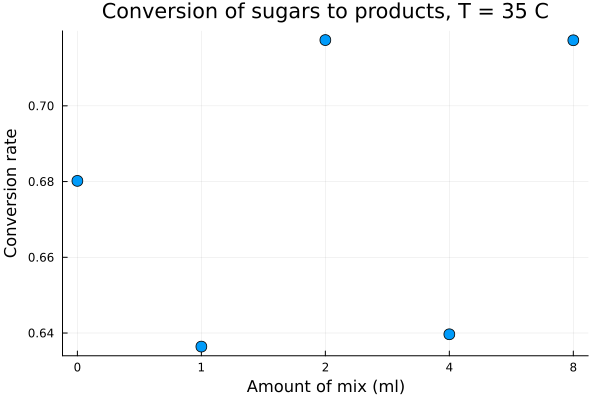 Conversion of sugars to products, T = 35 C
Conversion rate
0.70
0.68
0.66
0.64
0 1 2 4 8
Amount of mix (ml)